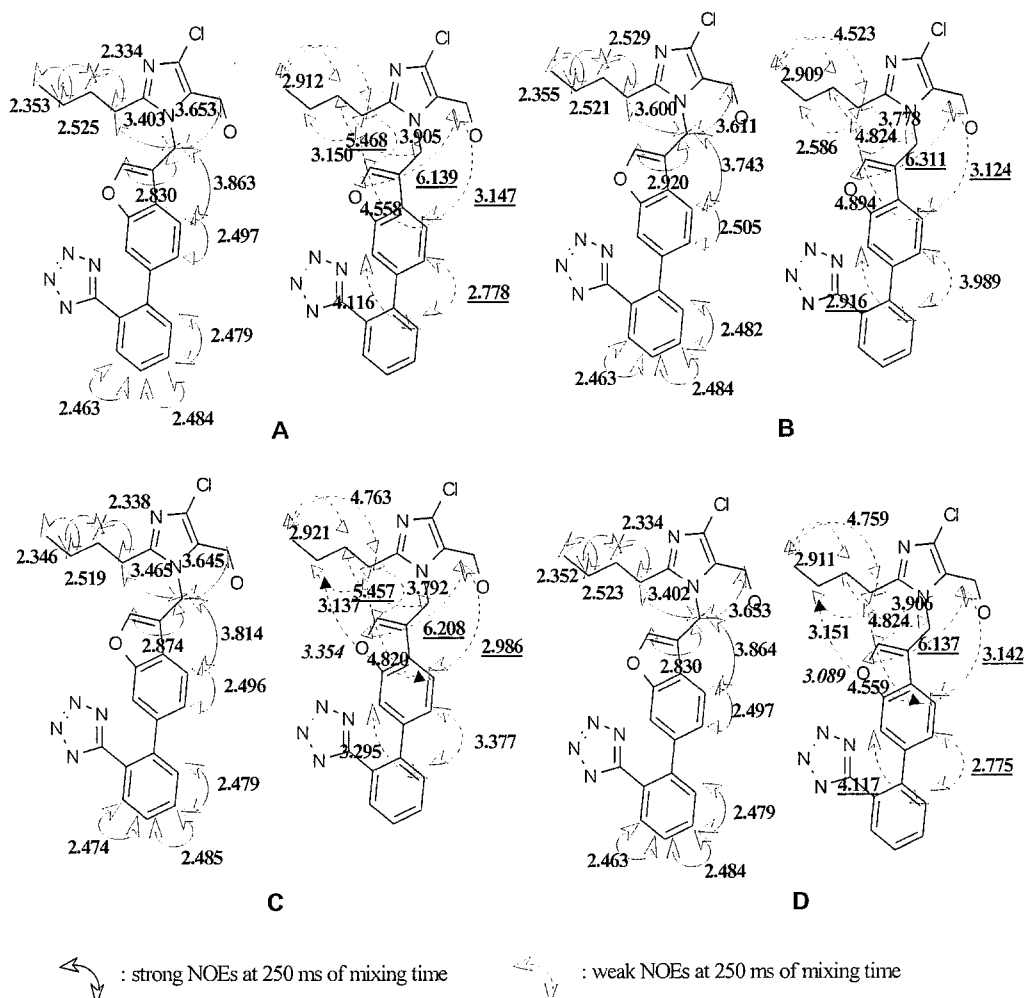 Cl
2.334
N
2.353
2.525
3.403
N
3.653
O
3.863
O
2.830
2.497
N
N
N
N
2.479
2.463
2.484
Cl
2.912
N
N
O
3.150
5.468
3.905
6.139
3.147
O
4.558
N
N
N
N
4.116
2.778
A
Cl
2.529
N
2.355
2.521
3.600
N
3.611
O
3.743
O
2.920
2.505
N
N
N
N
2.482
2.463
2.484
Cl
4.523
2.909
N
N
3.778
O
2.586
4.824
6.311
3.124
O
4.894
N
N
N
N
2.916
3.989
B
Cl
2.338
N
2.346
2.519
3.465
N
3.645
O
3.814
O
2.874
2.496
N
N
N
N
2.479
2.474
2.485
Cl
4.763
2.921
N
N
5.457
3.792
O
3.137
6.208
2.986
3.354
O
4.820
N
N
N
N
3.295
3.377
C
Cl
2.334
N
2.352
2.523
3.402
N
O
3.653
3.864
O
2.830
2.497
N
N
N
N
2.479
2.463
2.484
Cl
4.759
2.911
N
N
3.906
O
3.151
4.824
6.137
3.142
3.089
O
4.559
N
N
N
N
4.117
2.775
D
: strong NOEs at 250 ms of mixing time
: weak NOEs at 250 ms of mixing time